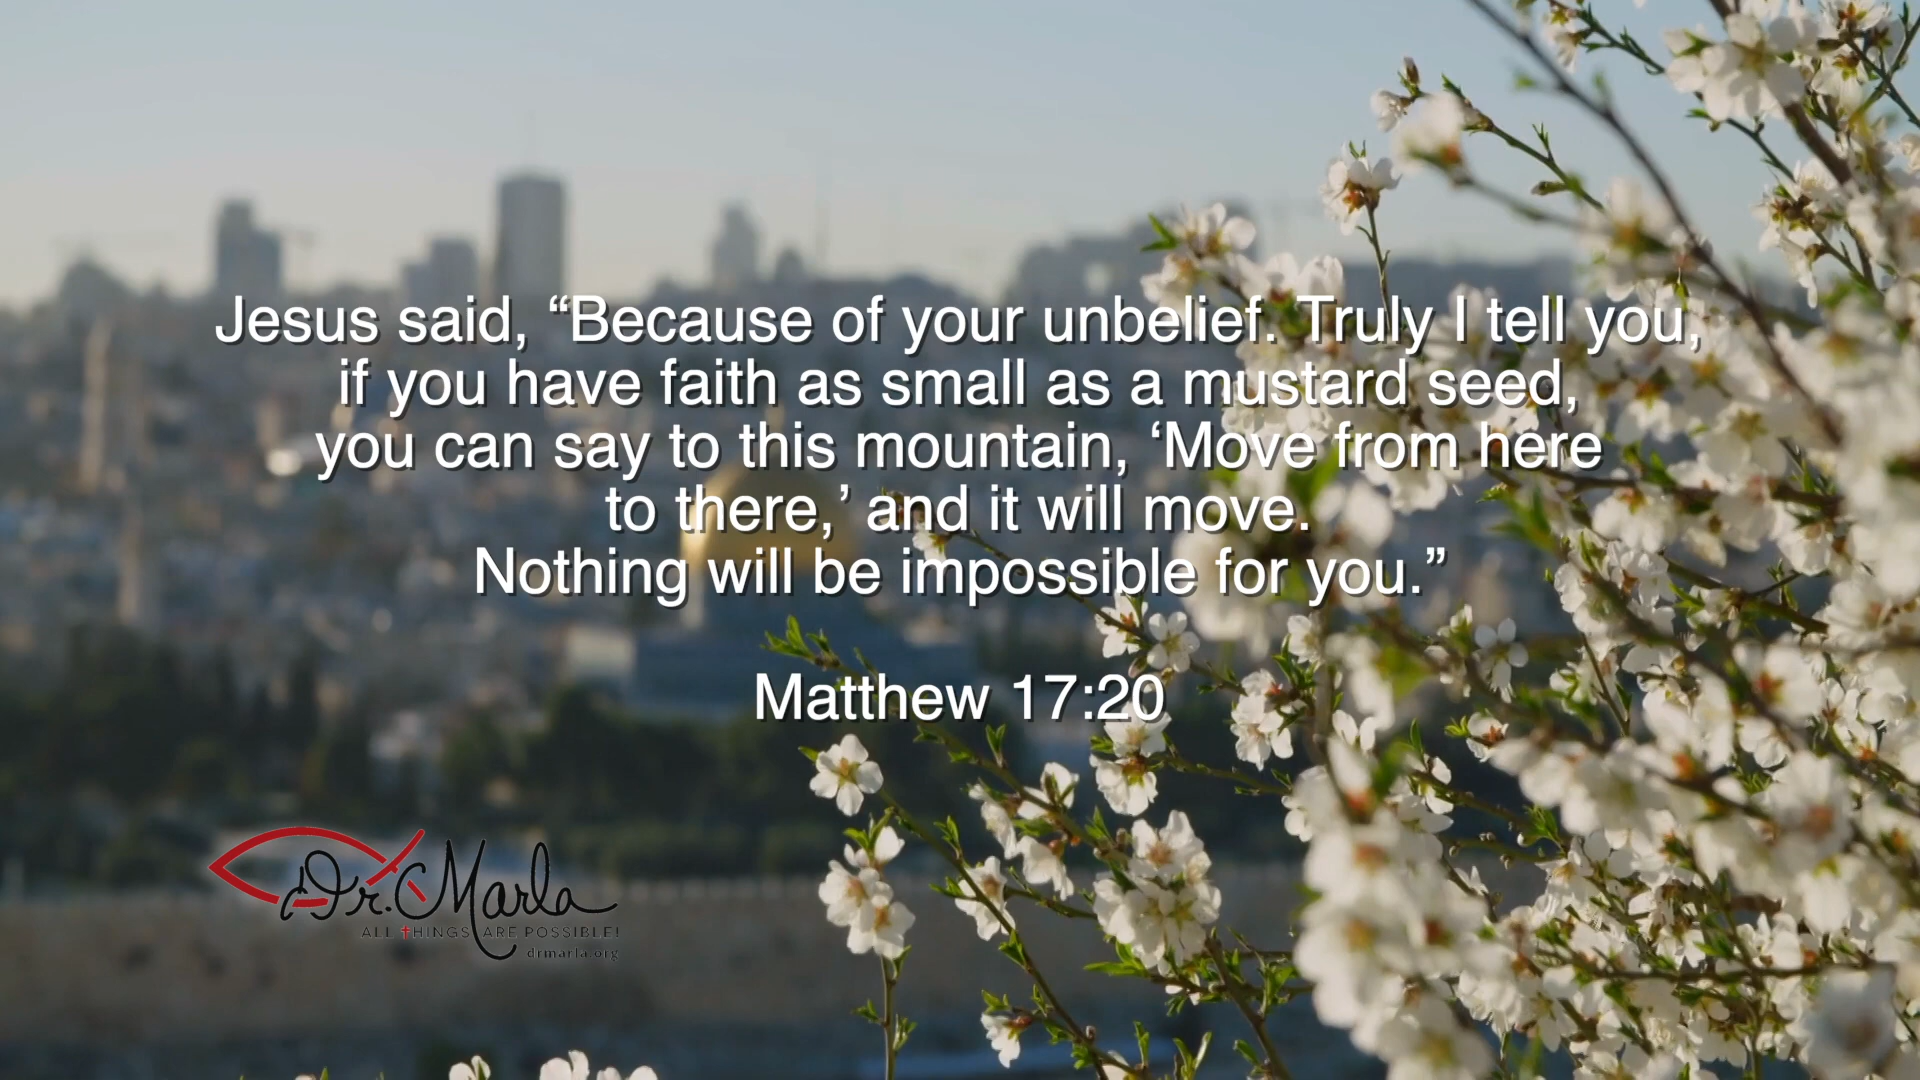 Jesus said, “Because of your unbelief. Truly I tell you,
if you have faith as small as a mustard seed,
you can say to this mountain, ‘Move from here
to there,’ and it will move.
Nothing will be impossible for you.”
Matthew 17:20
Dr. Marla
ALL THINGS ARE POSSIBLE!
drmarla.org